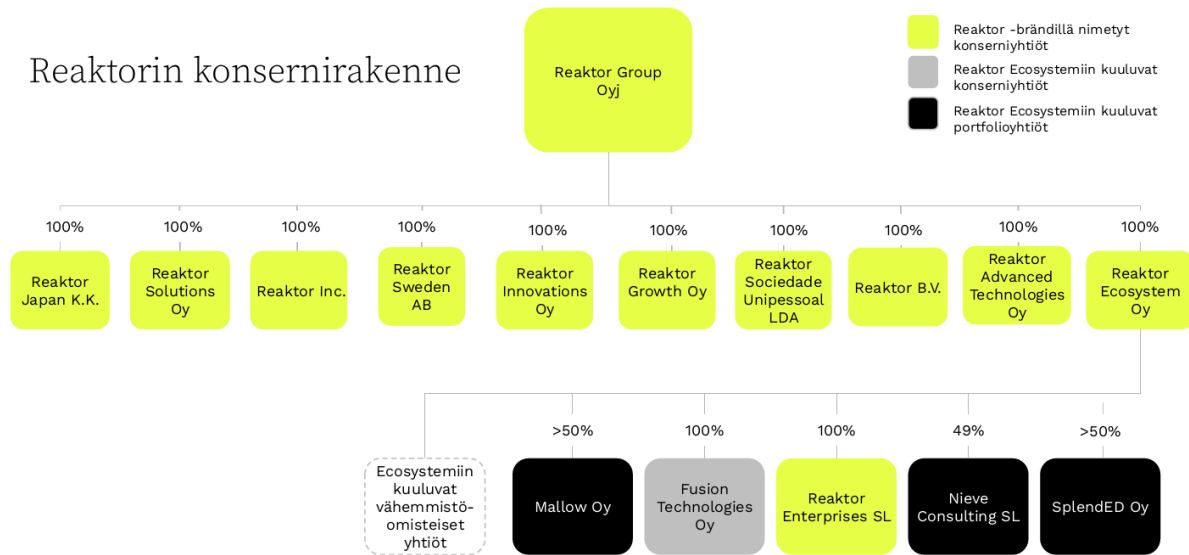 Reaktorin konsernirakenne
Reaktor Group
Oyj
Reaktor -brändillä nimetyt
konserniyhtiöt
Reaktor Ecosystemiin kuuluvat
konserniyhtiöt
Reaktor Ecosystemiin kuuluvat
portfolioyhtiöt
100%
100%
100%
100%
100%
100%
100%
100%
100%
100%
Reaktor
Japan K.K.
Reaktor
Solutions
Oy
Reaktor Inc.
Reaktor
Sweden
AB
Reaktor
Innovations
Oy
Reaktor
Growth Oy
Reaktor
Sociedade
Unipessoal
LDA
Reaktor B.V.
Reaktor
Advanced
Technologies
Oy
Reaktor
Ecosystem
Oy
>50%
100%
100%
49%
>50%
Ecosystemiin
kuuluvat
vähemmistö-
omisteiset
yhtiöt
Mallow Oy
Fusion
Technologies
Oy
Reaktor
Enterprises SL
Nieve
Consulting SL
SplendED Oy